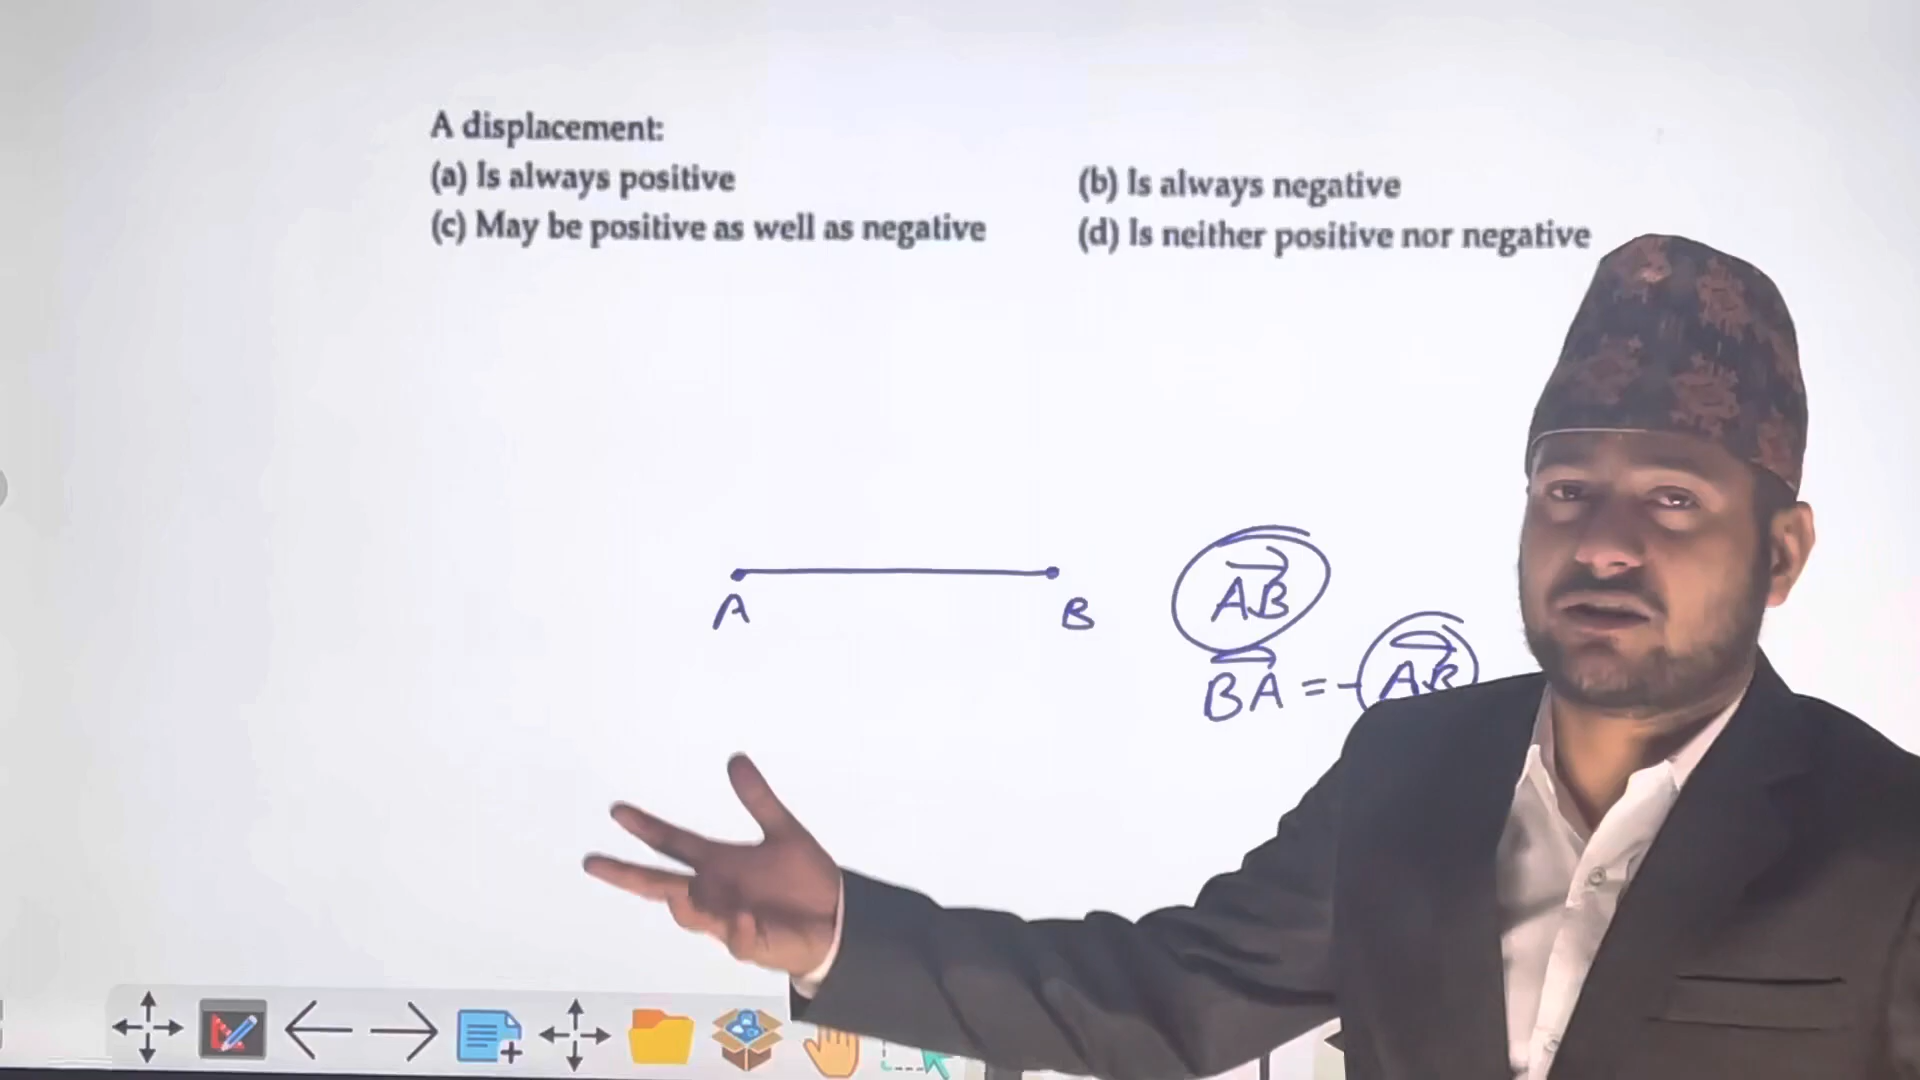 A displacement:
(a) Is always positive
(b) Is always negative
(c) May be positive as well as negative
(d) Is neither positive nor negative
A B
AB
BA = - AB